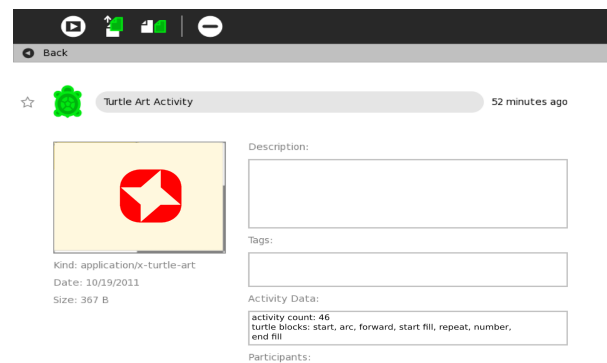 Back
Turtle Art Activity
52 minutes ago
Description:
Tags:
Kind: application/x-turtle-art
Date: 10/19/2011
Size: 367 B
Activity Data:
activity count: 46
turtle blocks: start, arc, forward, start fill, repeat, number,
end fill
Participants: